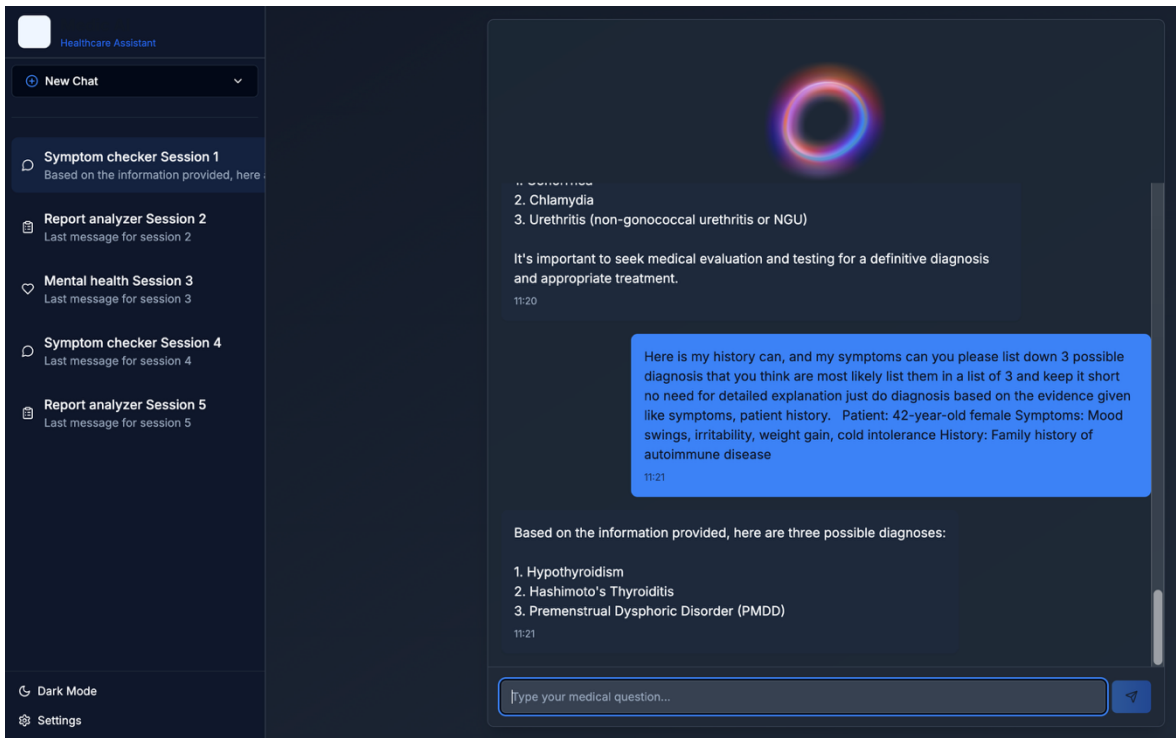 Healthcare Assistant
New Chat
Symptom checker Session 1
Based on the information provided, here
Report analyzer Session 2
Last message for session 2
Mental health Session 3
Last message for session 3
Symptom checker Session 4
Last message for session 4
Report analyzer Session 5
Last message for session 5
Dark Mode
Settings
2. Chlamydia
3. Urethritis (non-gonococcal urethritis or NGU)
It's important to seek medical evaluation and testing for a definitive diagnosis
and appropriate treatment.
11:20
Here is my history can, and my symptoms can you please list down 3 possible
diagnosis that you think are most likely list them in a list of 3 and keep it short
no need for detailed explanation just do diagnosis based on the evidence given
like symptoms, patient history. Patient: 42-year-old female Symptoms: Mood
swings, irritability, weight gain, cold intolerance History: Family history of
autoimmune disease
11:21
Based on the information provided, here are three possible diagnoses:
1. Hypothyroidism
2. Hashimoto's Thyroiditis
3. Premenstrual Dysphoric Disorder (PMDD)
11:21
Type your medical question...